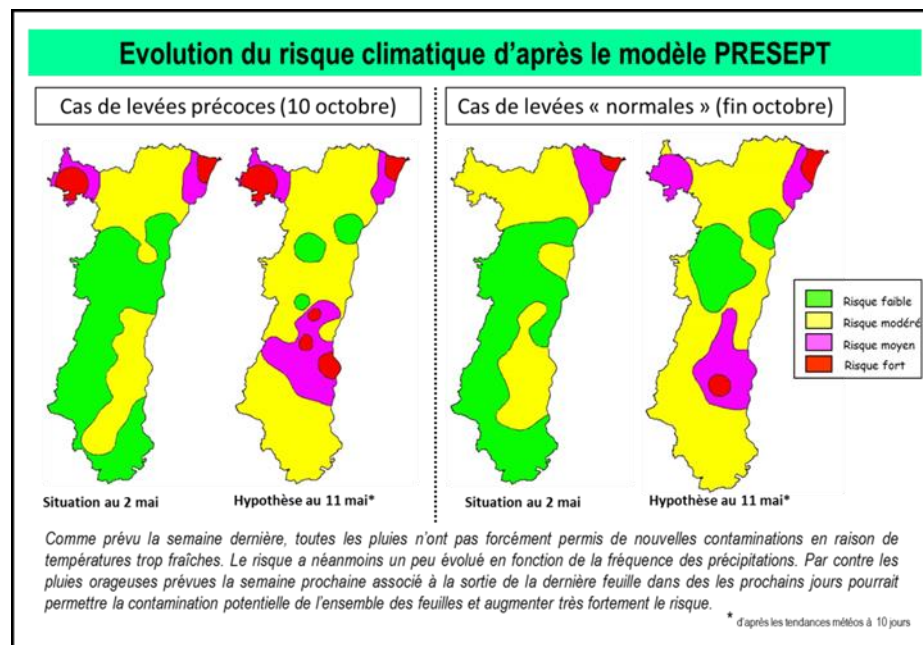 Evolution du risque climatique d'après le modèle PRESEPT
Cas de levées précoces (10 octobre)
Cas de levées « normales » (fin octobre)
Risque faible
Risque modéré
Risque moyen
Risque fort
Situation au 2 mai
Hypothèse au 11 mai*
Situation au 2 mai
Hypothèse au 11 mai*
Comme prévu la semaine dernière, toutes les pluies n'ont pas forcément permis de nouvelles contaminations en raison de
températures trop fraîches. Le risque a néanmoins un peu évolué en fonction de la fréquence des précipitations. Par contre les
pluies orageuses prévues la semaine prochaine associé à la sortie de la dernière feuille dans des les prochains jours pourrait
permettre la contamination potentielle de l'ensemble des feuilles et augmenter très fortement le risque.
* d'après les tendances météos à 10 jours